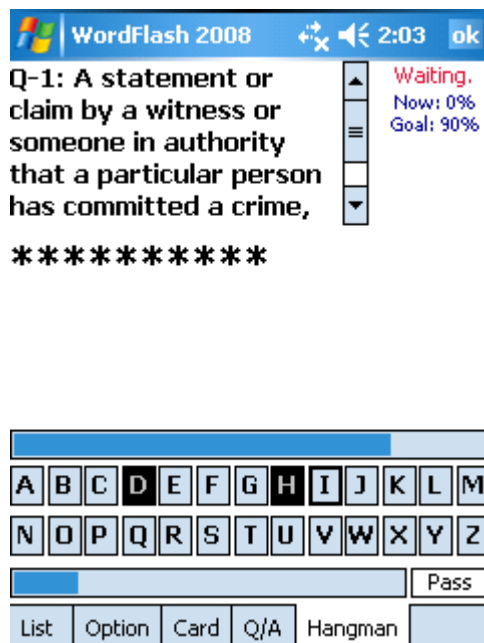 WordFlash 2008 2:03 ok
Q-1: A statement or
claim by a witness or
someone in authority
that a particular person
has committed a crime,
Waiting.
Now: 0%
Goal: 90%
**********
A B C D E F G H I J K L M
N O P Q R S T U V W X Y Z
Pass
List Option Card Q/A Hangman